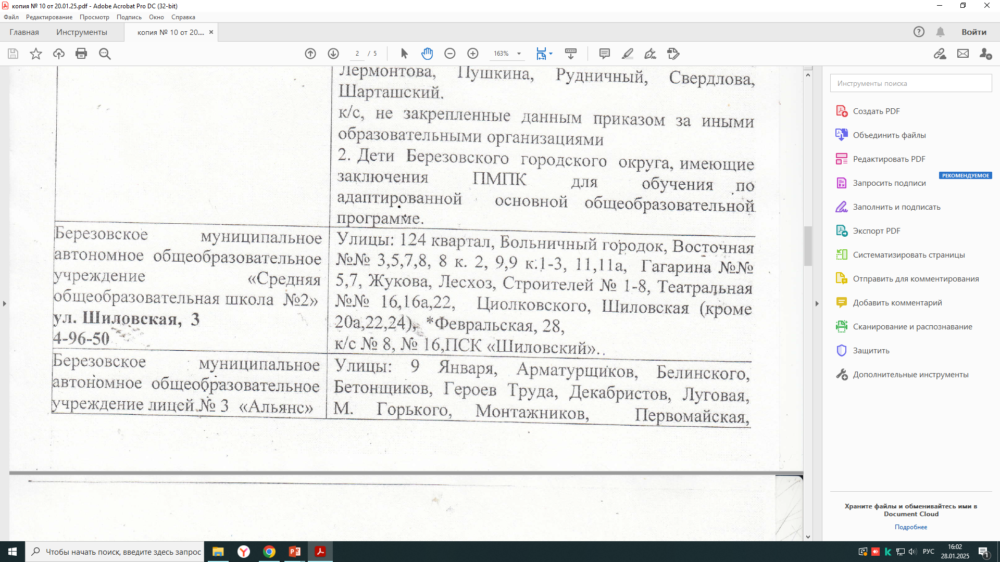 копия № 10 от 20.01.25.pdf - Adobe Acrobat Pro DC (32-bit)
Файл Редактирование Просмотр Подпись Окно Справка
Главная Инструменты копия № 10 от 20.... × Войти
2 / 5 163%
Лермонтова, Пушкина, Рудничный, Свердлова,
Шарташский.
к/с, не закрепленные данным приказом за иными
образовательными организациями
2. Дети Березовского городского округа, имеющие
заключения ПМПК для обучения по
адаптированной основной общеобразовательной
программе.
Березовское муниципальное
автономное общеобразовательное
учреждение «Средняя
общеобразовательная школа №2»
ул. Шиловская, 3
4-96-50
Улицы: 124 квартал, Больничный городок, Восточная
№№ 3,5,7,8, 8 к. 2, 9,9 к.1-3, 11,11а, Гагарина №№
5,7, Жукова, Лесхоз, Строителей № 1-8, Театральная
№№ 16,16а,22, Циолковского, Шиловская (кроме
20а,22,24), *Февральская, 28,
к/с № 8, № 16,ПСК «Шиловский».
Березовское муниципальное
автономное общеобразовательное
учреждение лицей № 3 «Альянс»
Улицы: 9 Января, Арматурщиков, Белинского,
Бетонщиков, Героев Труда, Декабристов, Луговая,
М. Горького, Монтажников, Первомайская,
Инструменты поиска
Создать PDF
Объединить файлы
Редактировать PDF
РЕКОМЕНДУЕМОЕ
Запросить подписи
Заполнить и подписать
Экспорт PDF
Систематизировать страницы
Отправить для комментирования
Добавить комментарий
Сканирование и распознавание
Защитить
Дополнительные инструменты
Храните файлы и обменивайтесь ими в
Document Cloud
Подробнее
Чтобы начать поиск, введите здесь запрос
РУС
16:02
28.01.2025
1